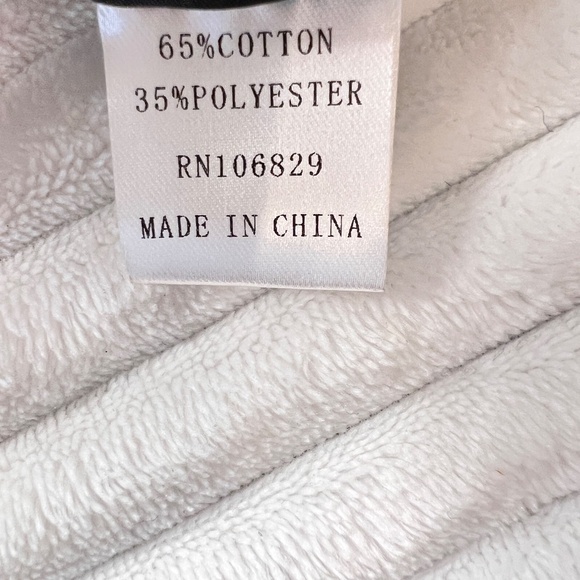 65%COTTON
35%POLYESTER
RN106829
MADE IN CHINA